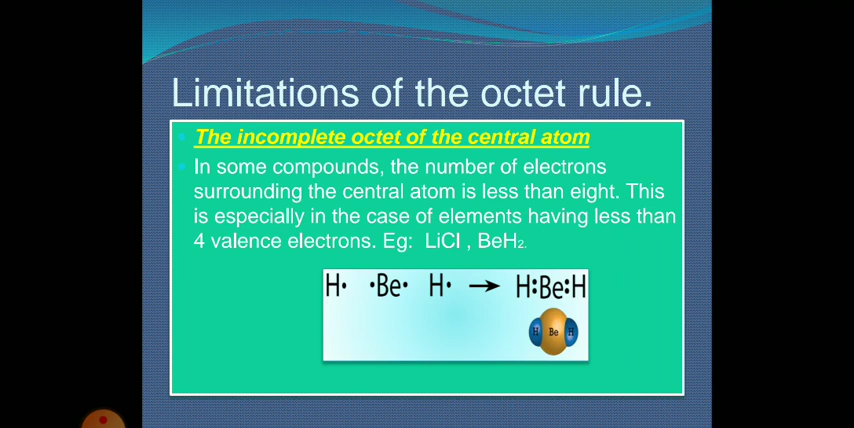 Limitations of the octet rule.
The incomplete octet of the central atom
In some compounds, the number of electrons
surrounding the central atom is less than eight. This
is especially in the case of elements having less than
4 valence electrons. Eg: LiCl , BeH2.
H· ·Be· H· → H:Be:H
H Be H